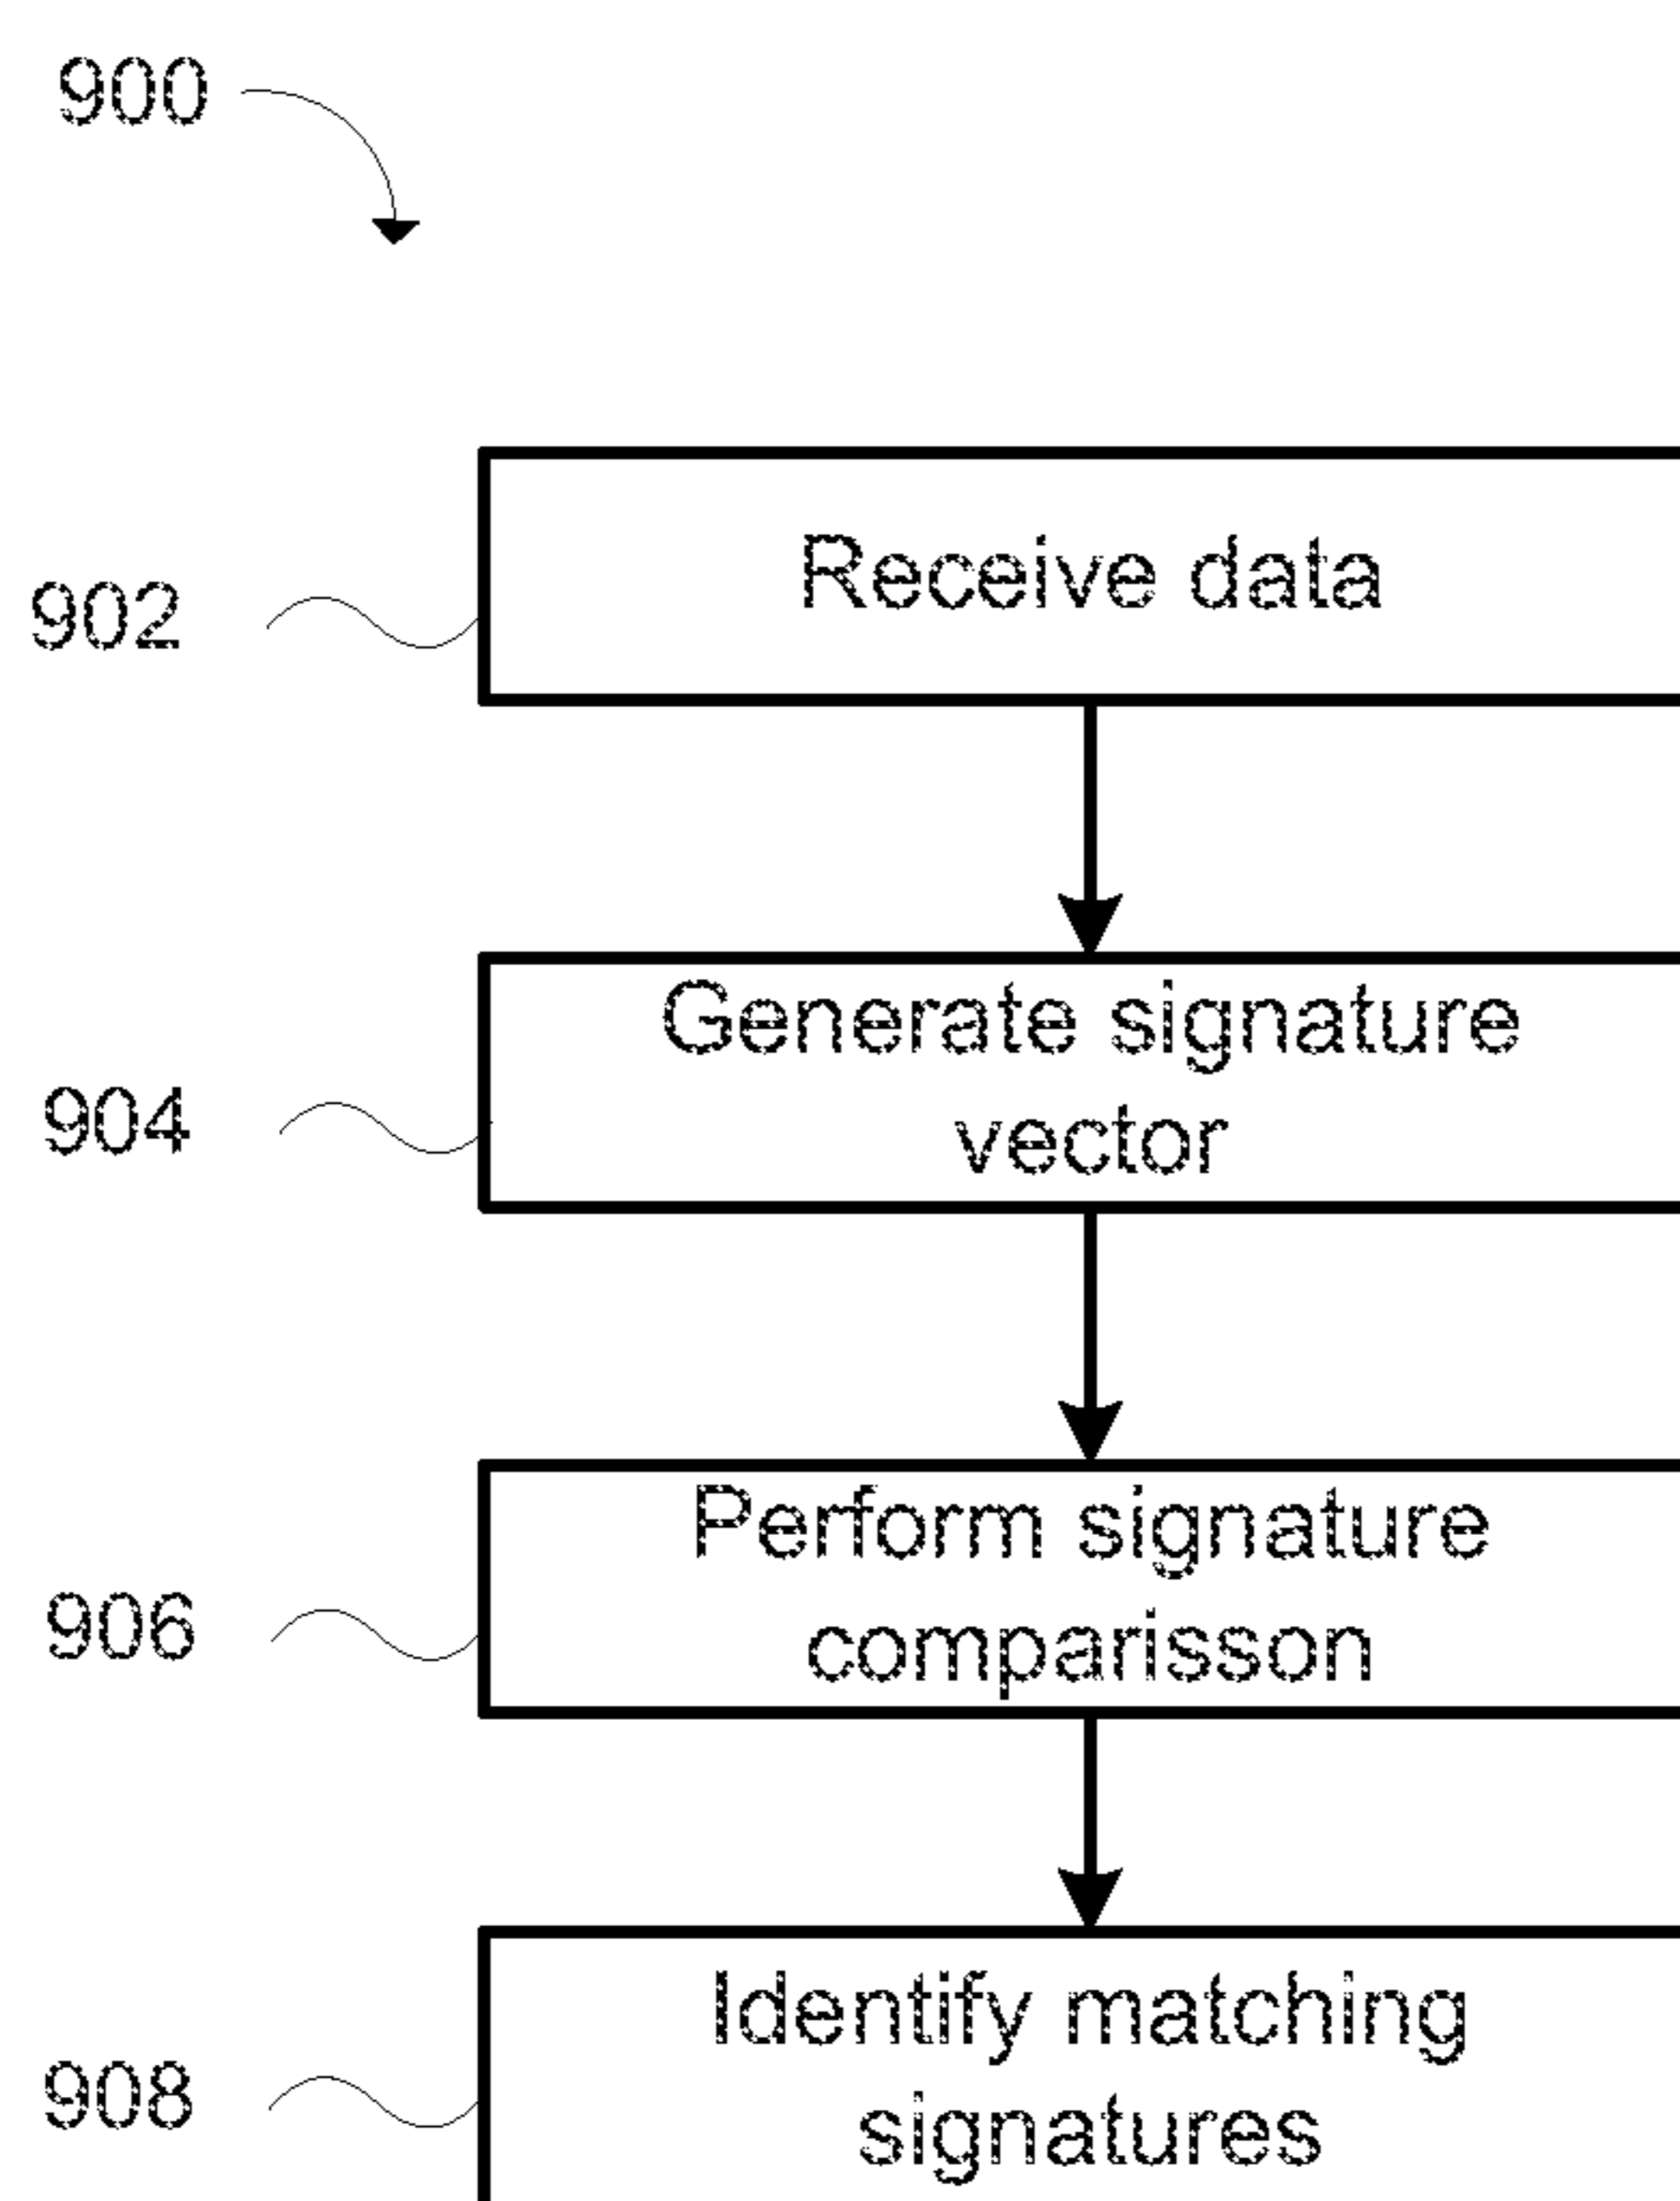 900
902
Receive data
904
Generate signature
vector
906
Perform signature
comparisson
908
Identify matching
signatures